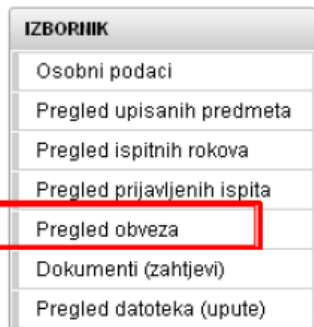 IZBORNIK
Osobni podaci
Pregled upisanih predmeta
Pregled ispitnih rokova
Pregled prijavljenih ispita
Pregled obveza
Dokumenti (zahtjevi)
Pregled datoteka (upute)